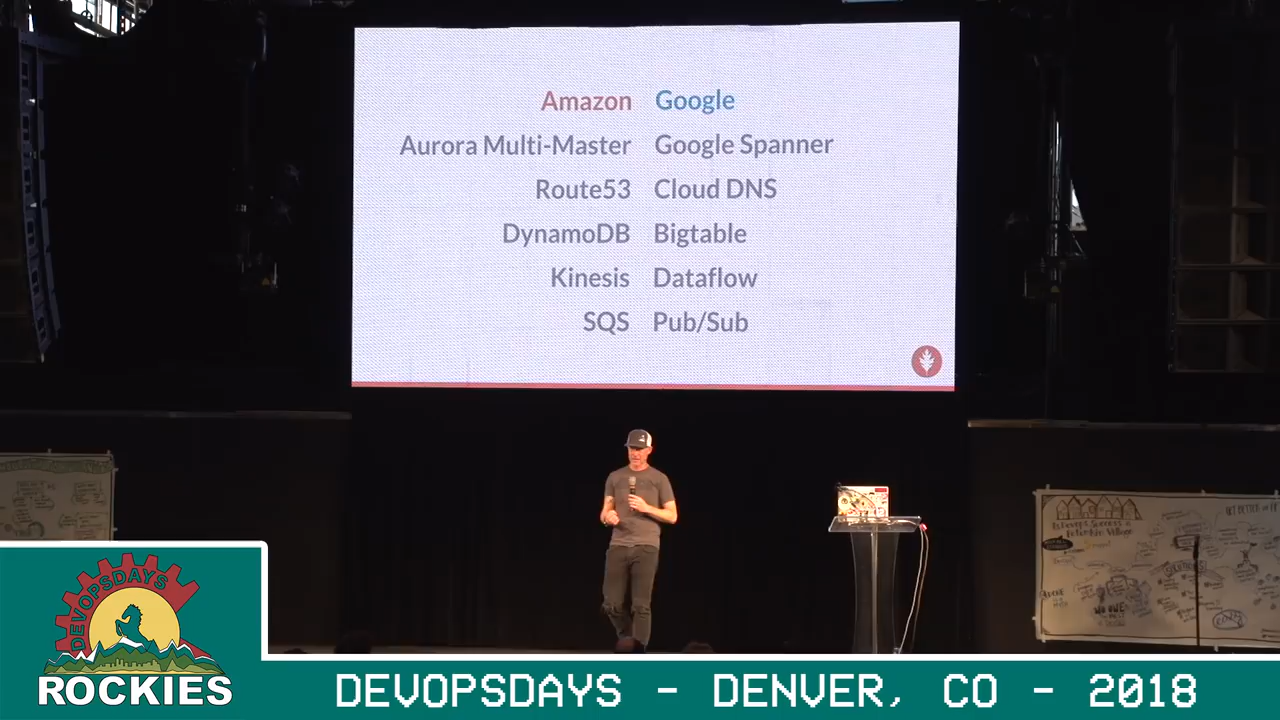 Amazon Google
Aurora Multi-Master Google Spanner
Route53 Cloud DNS
DynamoDB Bigtable
Kinesis Dataflow
SQS Pub/Sub
DEVOPSDAYS
ROCKIES
DEVOPSDAYS - DENVER, CO - 2018